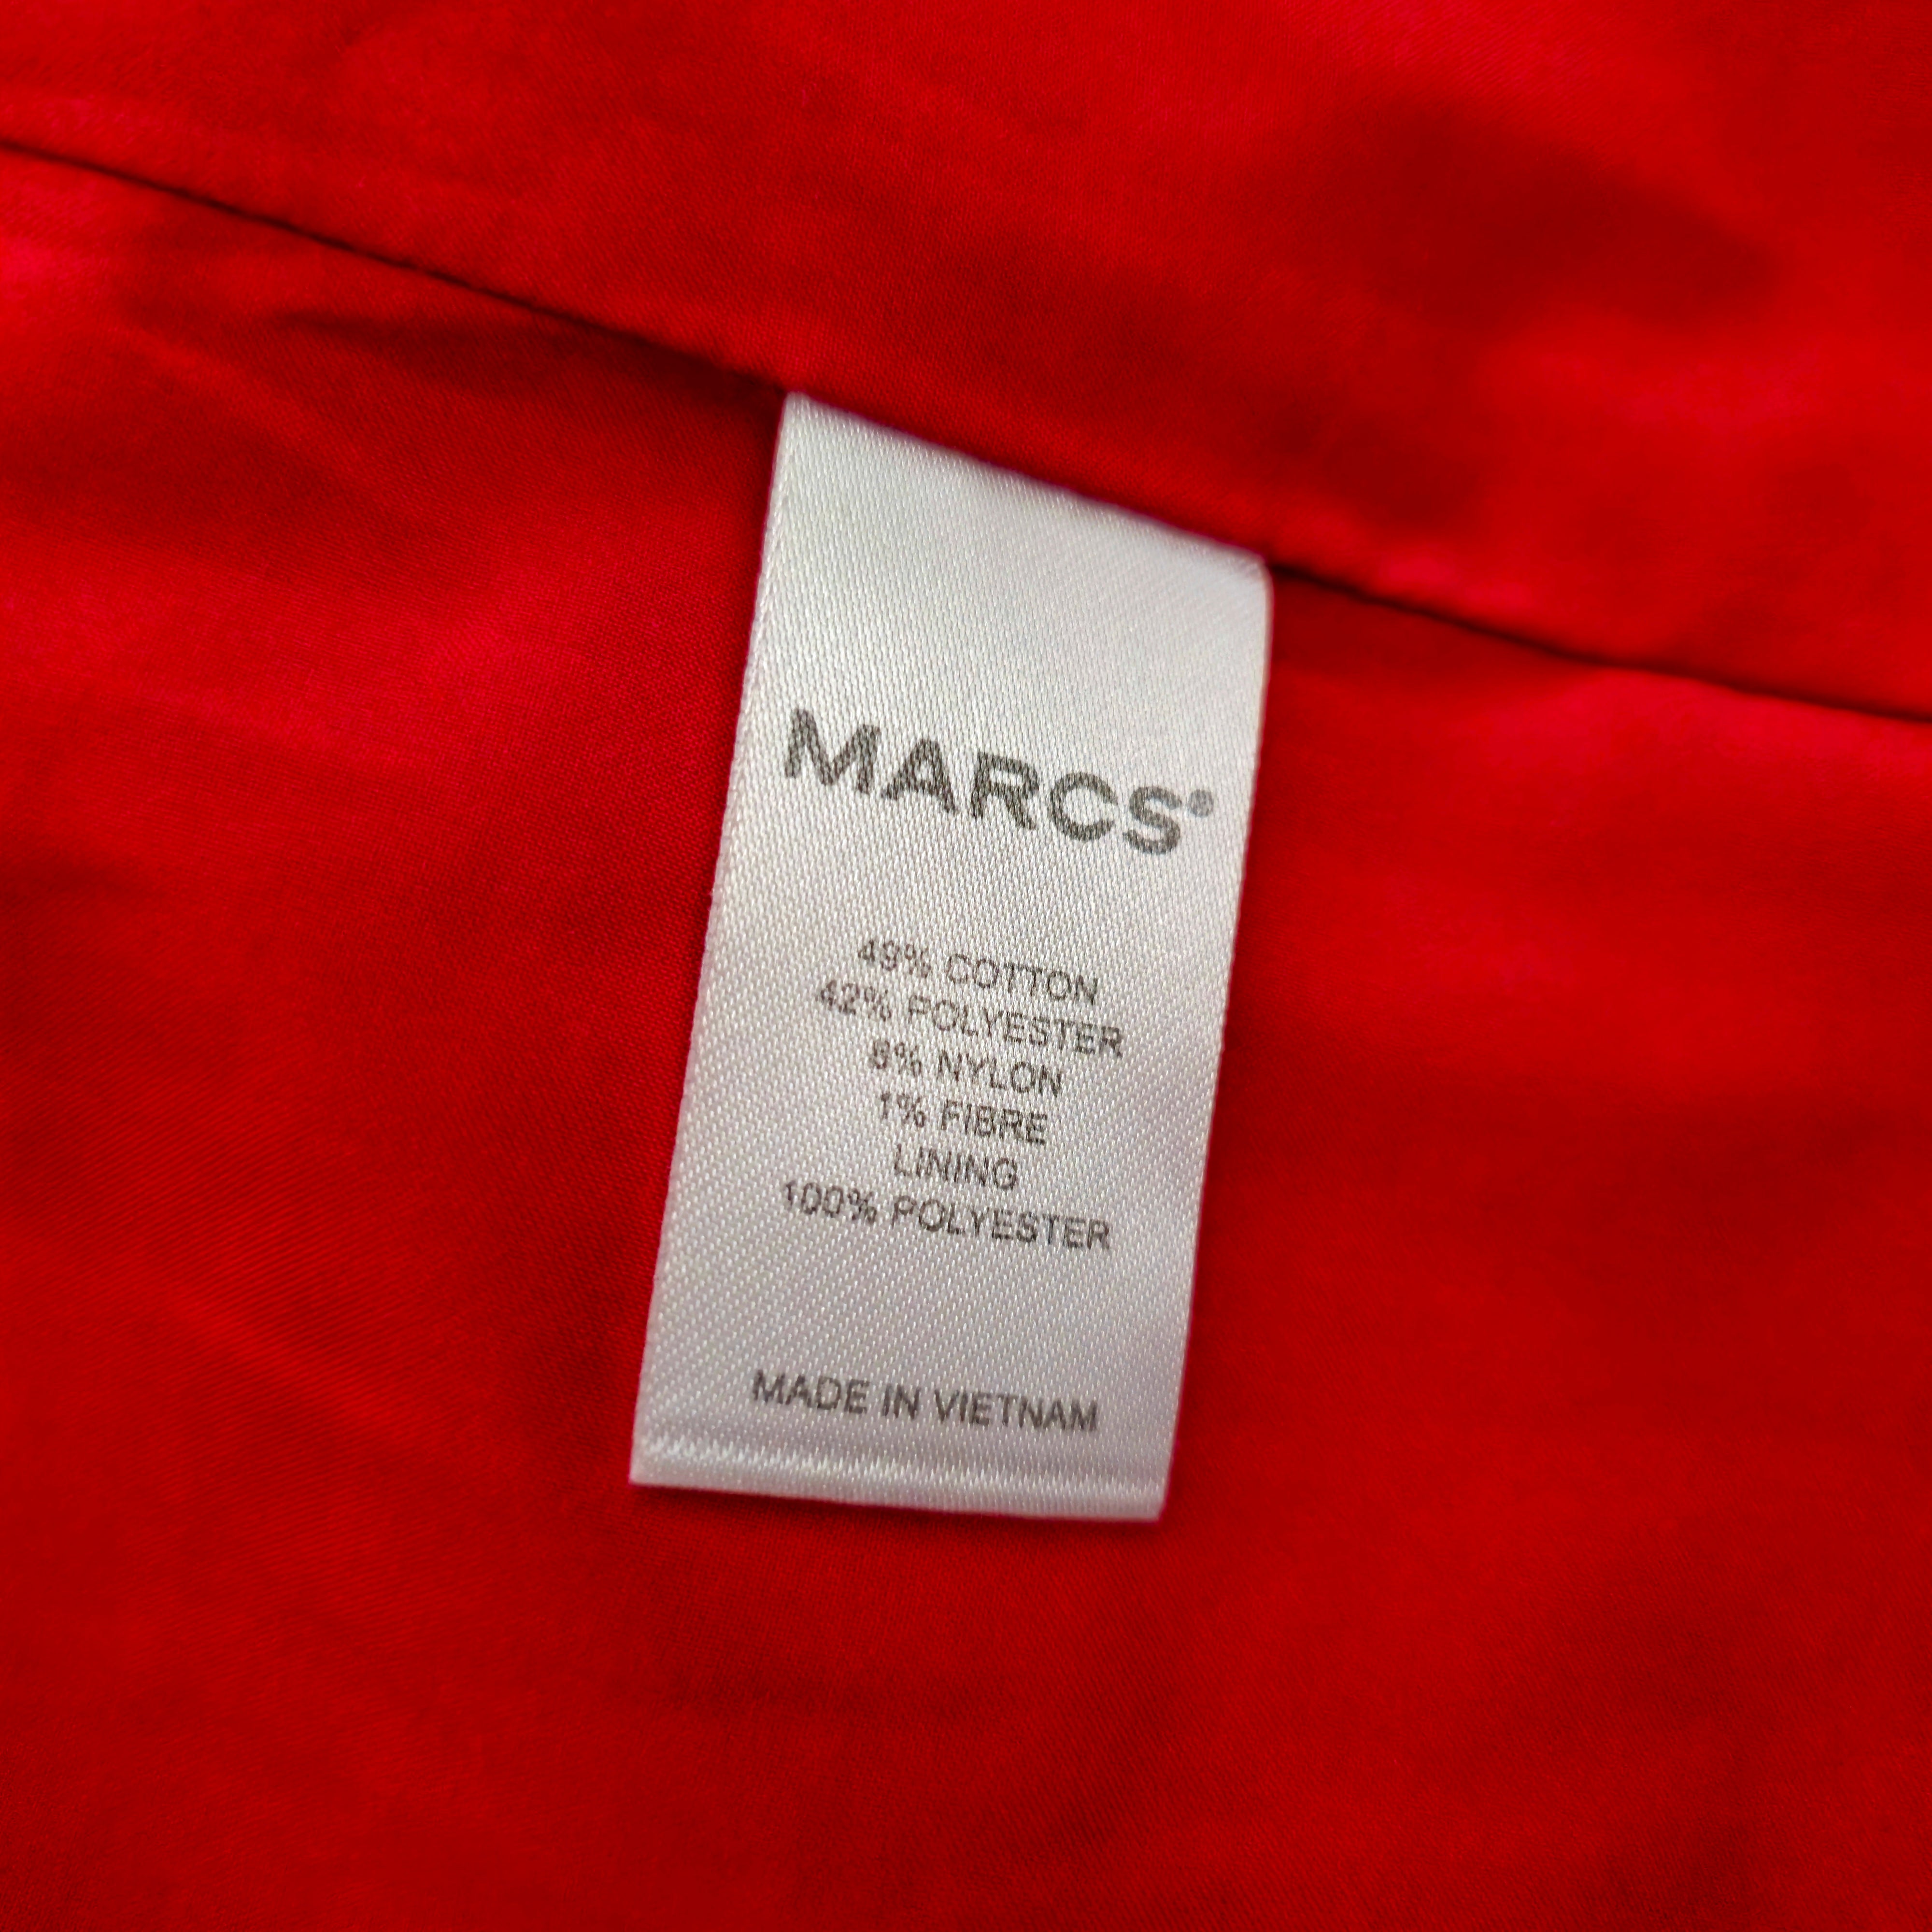 MARCS®
49% COTTON
42% POLYESTER
8% NYLON
1% FIBRE
LINING
100% POLYESTER
MADE IN VIETNAM